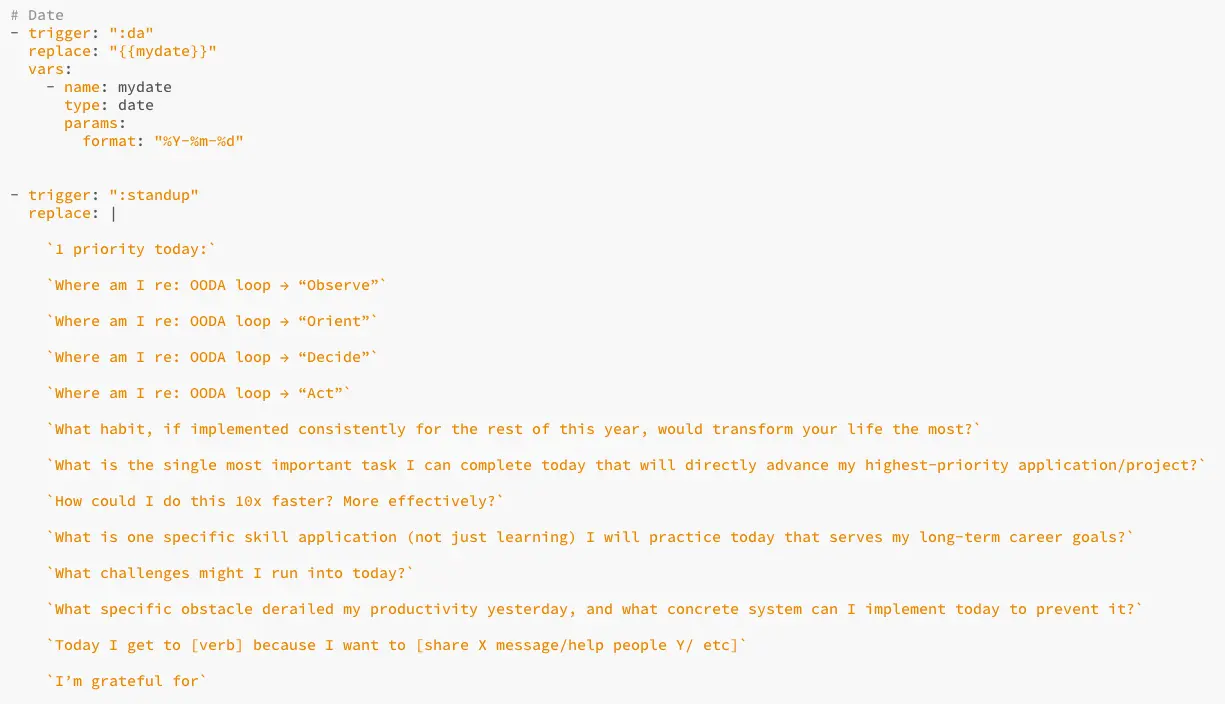 # Date
- trigger: ":da"
  replace: "{{mydate}}"
  vars:
    - name: mydate
      type: date
      params:
        format: "%Y-%m-%d"
- trigger: ":standup"
  replace: |
    `1 priority today:`
    `Where am I re: OODA loop → “Observe”`
    `Where am I re: OODA loop → “Orient”`
    `Where am I re: OODA loop → “Decide”`
    `Where am I re: OODA loop → “Act”`
    `What habit, if implemented consistently for the rest of this year, would transform your life the most?`
    `What is the single most important task I can complete today that will directly advance my highest-priority application/project?`
    `How could I do this 10x faster? More effectively?`
    `What is one specific skill application (not just learning) I will practice today that serves my long-term career goals?`
    `What challenges might I run into today?`
    `What specific obstacle derailed my productivity yesterday, and what concrete system can I implement today to prevent it?`
    `Today I get to [verb] because I want to [share X message/help people Y/ etc]`
    `I’m grateful for`